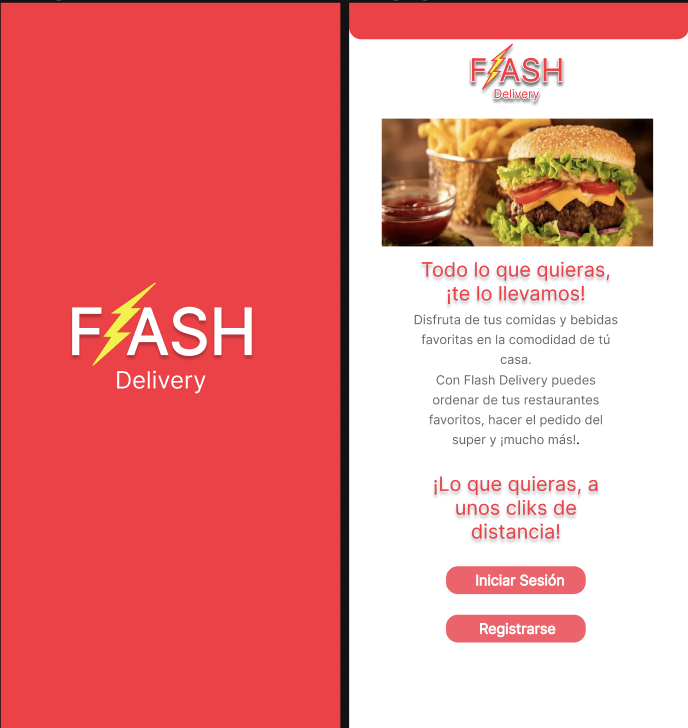 FLASH
Delivery
FLASH
Delivery
Todo lo que quieras,
¡te lo llevamos!
Disfruta de tus comidas y bebidas
favoritas en la comodidad de tú
casa.
Con Flash Delivery puedes
ordenar de tus restaurantes
favoritos, hacer el pedido del
super y ¡mucho más!.
¡Lo que quieras, a
unos cliks de
distancia!
Iniciar Sesión
Registrarse